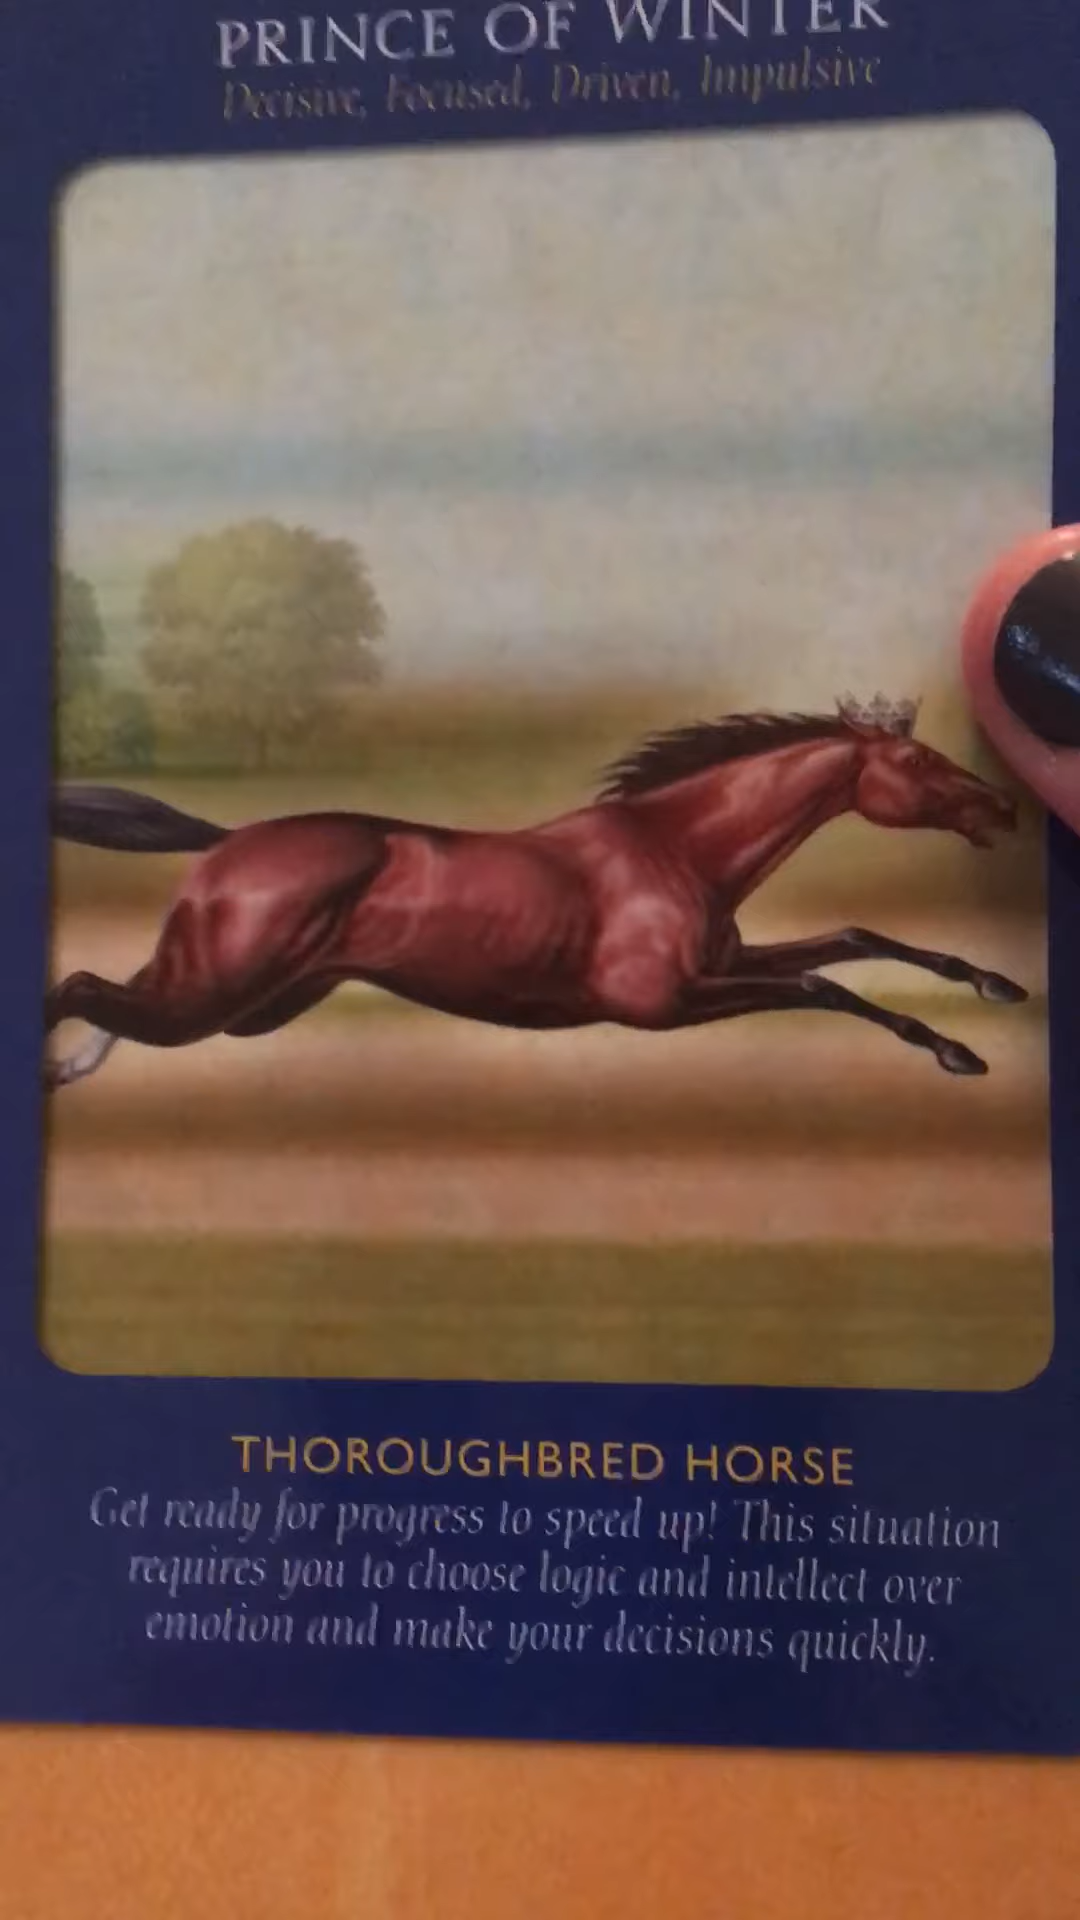 PRINCE OF WINTER
Decisive, Focused, Driven, Impulsive
THOROUGHBRED HORSE
Get ready for progress to speed up! This situation
requires you to choose logic and intellect over
emotion and make your decisions quickly.